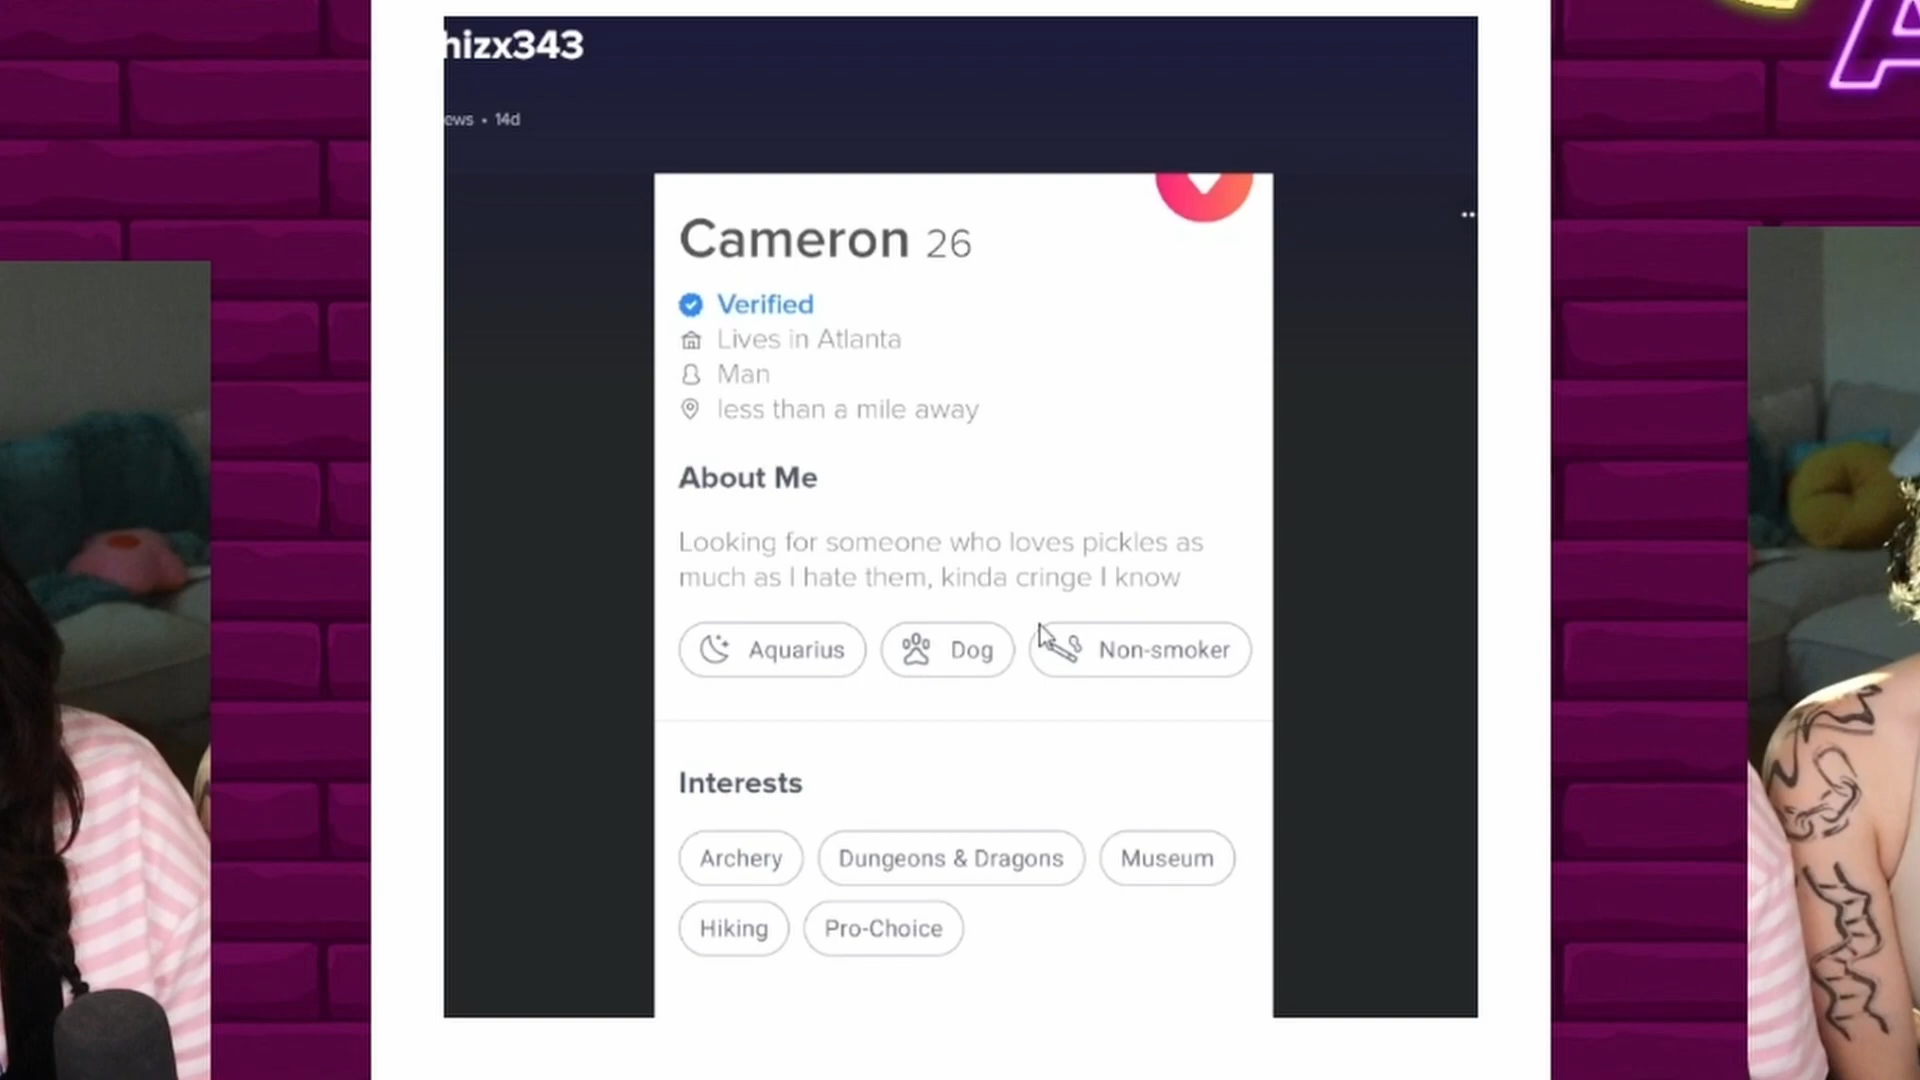 hizx343
ews • 14d
Cameron 26
Verified
Lives in Atlanta
Man
less than a mile away
About Me
Looking for someone who loves pickles as
much as I hate them, kinda cringe I know
Aquarius Dog Non-smoker
Interests
Archery Dungeons & Dragons Museum
Hiking Pro-Choice